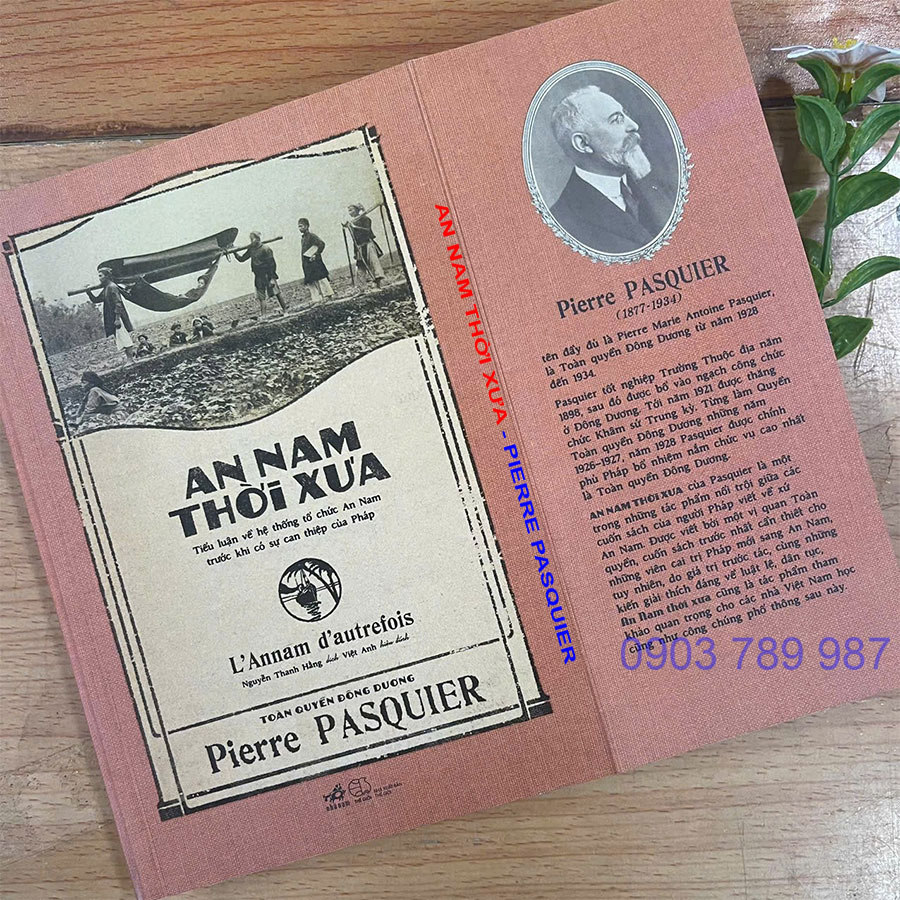 AN NAM
THỜI XƯA
Tiểu luận về hệ thống tổ chức An Nam
trước khi có sự can thiệp của Pháp
L'Annam d'autrefois
Nguyễn Thanh Hằng dịch Việt Anh hiệu đính
TOÀN QUYỀN ĐÔNG DƯƠNG
Pierre PASQUIER
nhã nam
THẾ GIỚI
NHÀ XUẤT BẢN
THẾ GIỚI
AN NAM THỜI XƯA - PIERRE PASQUIER
Pierre PASQUIER
(1877-1934)
tên đầy đủ là Pierre Marie Antoine Pasquier,
là Toàn quyền Đông Dương từ năm 1928
đến 1934.
Pasquier tốt nghiệp Trường Thuộc địa năm
1898, sau đó được bổ vào ngạch công chức
ở Đông Dương. Tới năm 1921 được thăng
chức Khâm sứ Trung kỳ. Từng làm Quyền
Toàn quyền Đông Dương những năm
1926-1927, năm 1928 Pasquier được chính
phủ Pháp bổ nhiệm nắm chức vụ cao nhất
là Toàn quyền Đông Dương.
AN NAM THỜI XƯA của Pasquier là một
trong những tác phẩm nổi trội giữa các
cuốn sách của người Pháp viết về xứ
An Nam. Được viết bởi một vị quan Toàn
quyền, cuốn sách trước nhất cần thiết cho
những viên cai trị Pháp mới sang An Nam,
tuy nhiên, do giá trị trước tác, cùng những
kiến giải thích đáng về luật lệ, dân tục,
An Nam thời xưa cũng là tác phẩm tham
khảo quan trọng cho các nhà Việt Nam học
cũng như công chúng phổ thông sau này.
0903 789 987